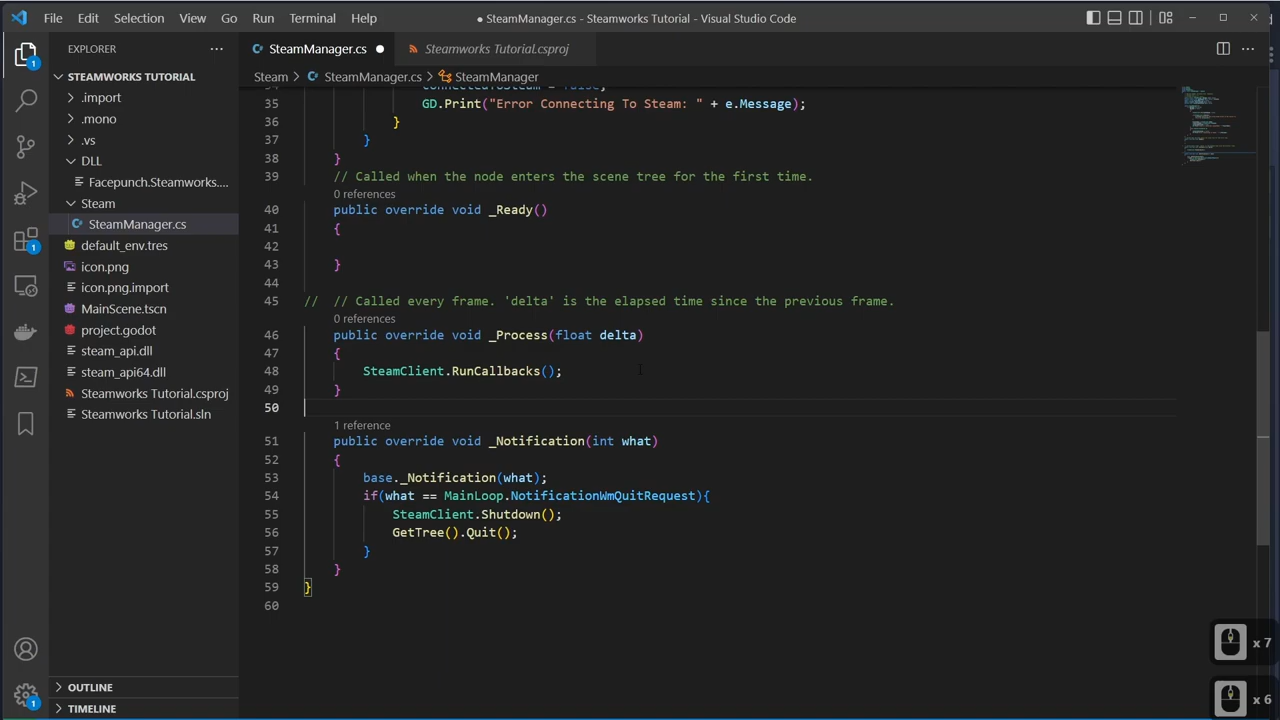 File Edit Selection View Go Run Terminal Help
● SteamManager.cs - Steamworks Tutorial - Visual Studio Code
EXPLORER
STEAMWORKS TUTORIAL
.import
.mono
.vs
DLL
Facepunch.Steamworks....
Steam
SteamManager.cs
default_env.tres
icon.png
icon.png.import
MainScene.tscn
project.godot
steam_api.dll
steam_api64.dll
Steamworks Tutorial.csproj
Steamworks Tutorial.sln
OUTLINE
TIMELINE
1
1
1
SteamManager.cs ● Steamworks Tutorial.csproj
Steam > SteamManager.cs > SteamManager
34 connectedToSteam = false;
35 GD.Print("Error Connecting To Steam: " + e.Message);
36 }
37 }
38 }
39 // Called when the node enters the scene tree for the first time.
0 references
40 public override void _Ready()
41 {
42
43 }
44
45 // // Called every frame. 'delta' is the elapsed time since the previous frame.
0 references
46 public override void _Process(float delta)
47 {
48 SteamClient.RunCallbacks();
49 }
50
1 reference
51 public override void _Notification(int what)
52 {
53 base._Notification(what);
54 if(what == MainLoop.NotificationWmQuitRequest){
55 SteamClient.Shutdown();
56 GetTree().Quit();
57 }
58 }
59 }
60
x 7
x 6